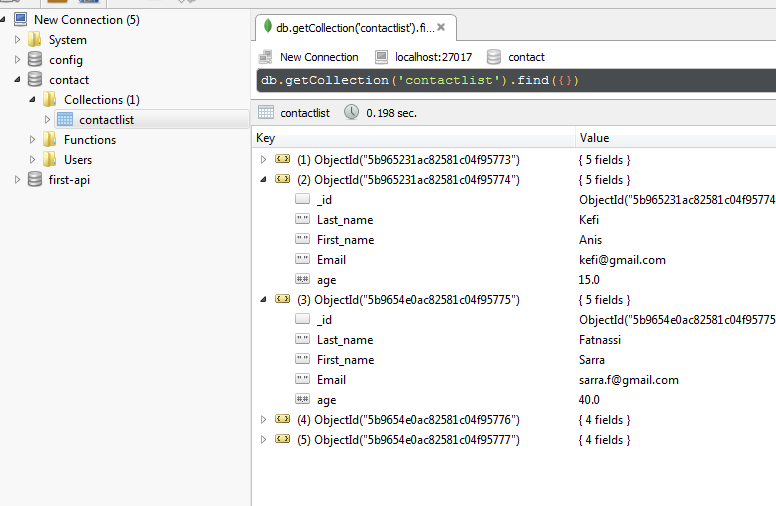 New Connection (5)
System
config
contact
Collections (1)
contactlist
Functions
Users
first-api
db.getCollection('contactlist').fi...
New Connection localhost:27017 contact
db.getCollection('contactlist').find({})
contactlist 0.198 sec.
Key Value
(1) ObjectId("5b965231ac82581c04f95773") { 5 fields }
(2) ObjectId("5b965231ac82581c04f95774") { 5 fields }
_id ObjectId("5b965231ac82581c04f95774
" " Last_name Kefi
" " First_name Anis
" " Email kefi@gmail.com
## age 15.0
(3) ObjectId("5b9654e0ac82581c04f95775") { 5 fields }
_id ObjectId("5b9654e0ac82581c04f95775
" " Last_name Fatnassi
" " First_name Sarra
" " Email sarra.f@gmail.com
## age 40.0
(4) ObjectId("5b9654e0ac82581c04f95776") { 4 fields }
(5) ObjectId("5b9654e0ac82581c04f95777") { 4 fields }